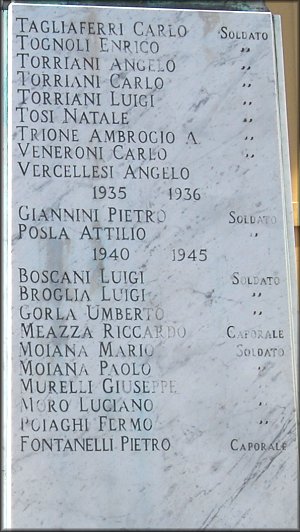 TAGLIAFERRI CARLO SOLDATO
TOGNOLI ENRICO "
TORRIANI ANGELO "
TORRIANI CARLO "
TORRIANI LUIGI "
TOSI NATALE "
TRIONE AMBROGIO A. "
VENERONI CARLO "
VERCELLESI ANGELO "
1935 1936
GIANNINI PIETRO SOLDATO
POSLA ATTILIO "
1940 1945
BOSCANI LUIGI SOLDATO
BROGLIA LUIGI "
GORLA UMBERTO "
MEAZZA RICCARDO CAPORALE
MOIANA MARIO SOLDATO
MOIANA PAOLO "
MURELLI GIUSEPPE "
MORO LUCIANO "
POIAGHI FERMO "
FONTANELLI PIETRO CAPORALE